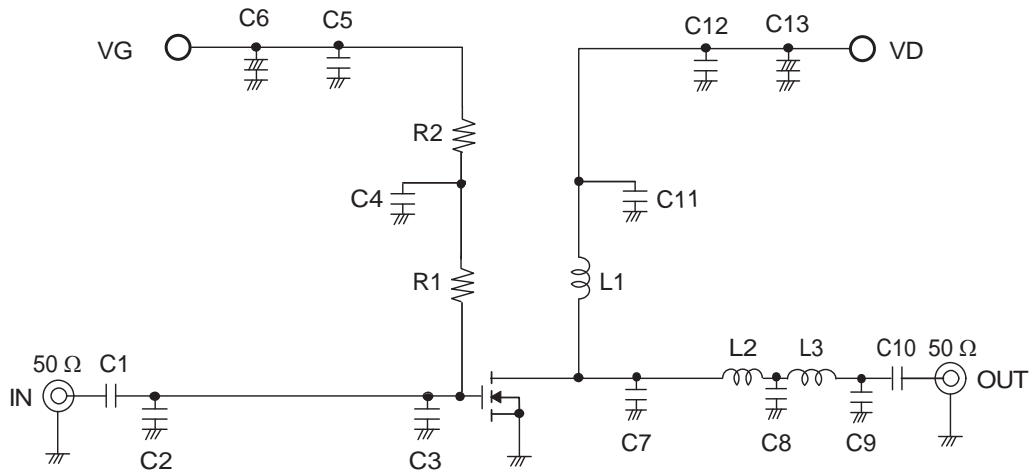 C6 C5 C12 C13
VG VD
R2
C4 C11
R1 L1
50 Ω C1 L2 L3 C10 50 Ω
IN OUT
C2 C3 C7 C8 C9